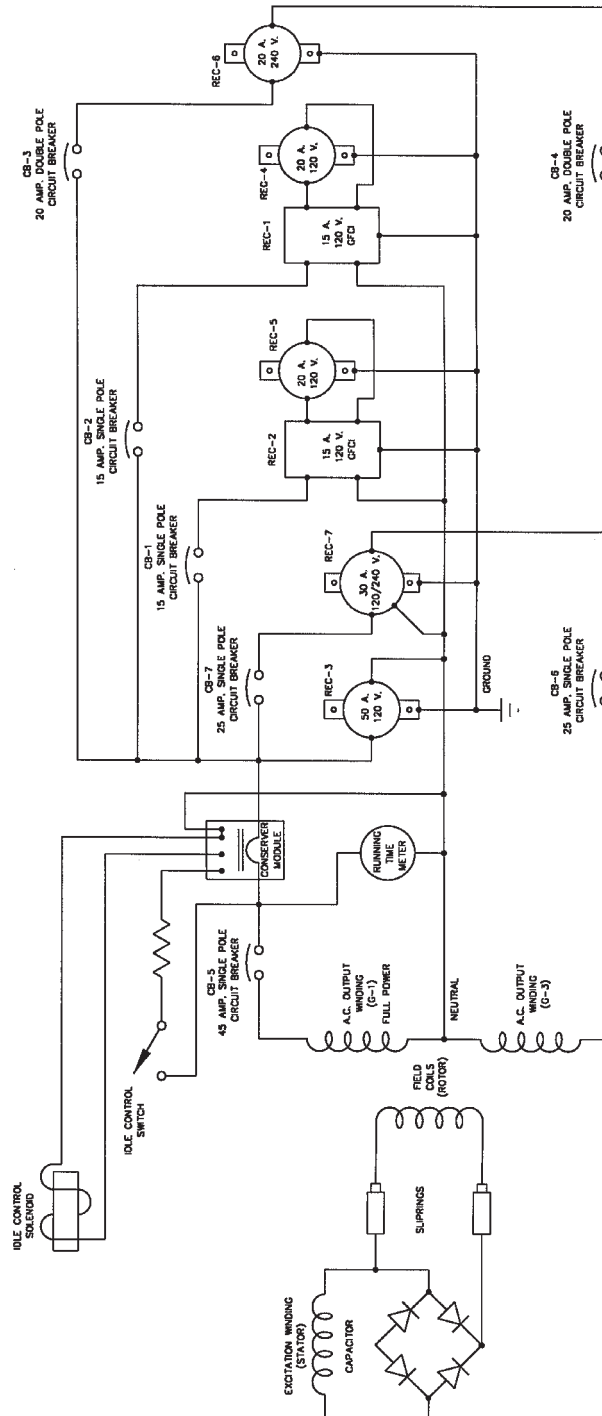 IDLE CONTROL
SOLENOID
IDLE CONTROL
SWITCH
CB-5
45 AMP. SINGLE POLE
CIRCUIT BREAKER
CONSERVER
MODULE
RUNNING
TIME
METER
CB-7
25 AMP. SINGLE POLE
CIRCUIT BREAKER
CB-1
15 AMP. SINGLE POLE
CIRCUIT BREAKER
CB-2
15 AMP. SINGLE POLE
CIRCUIT BREAKER
CB-3
20 AMP. DOUBLE POLE
CIRCUIT BREAKER
REC-3
50 A.
120 V.
REC-7
30 A.
120/240 V.
REC-2
15 A.
120 V.
GFCI
REC-5
20 A.
120 V.
REC-1
15 A.
120 V.
GFCI
REC-4
20 A.
120 V.
REC-6
20 A.
240 V.
EXCITATION WINDING
(STATOR)
CAPACITOR
SLIPRINGS
FIELD
COILS
(ROTOR)
A.C. OUTPUT
WINDING
(G-1)
FULL POWER
NEUTRAL
A.C. OUTPUT
WINDING
(G-3)
GROUND
CB-6
25 AMP. SINGLE POLE
CIRCUIT BREAKER
CB-4
20 AMP. DOUBLE POLE
CIRCUIT BREAKER